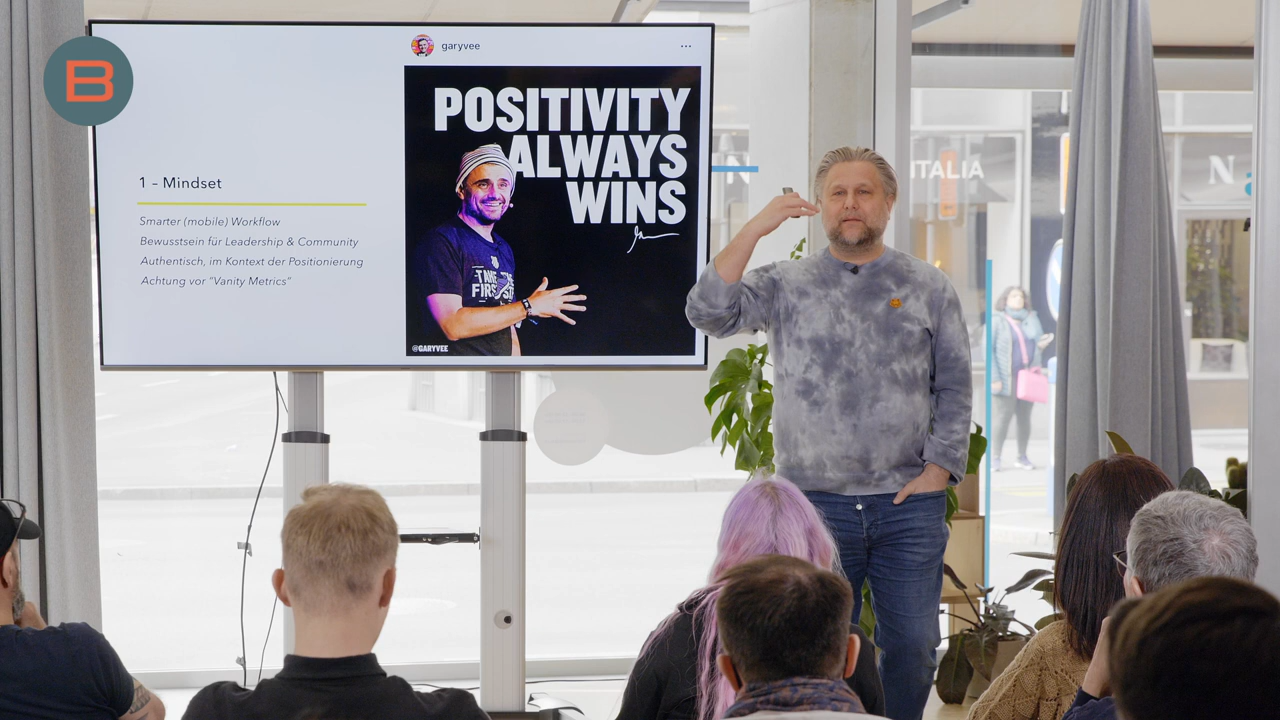 B
garyvee
...
POSITIVITY
ALWAYS
WINS
1 – Mindset
Smarter (mobile) Workflow
Bewusstsein für Leadership & Community
Authentisch, im Kontext der Positionierung
Achtung vor "Vanity Metrics"
@GARYVEE
ITALIA
N